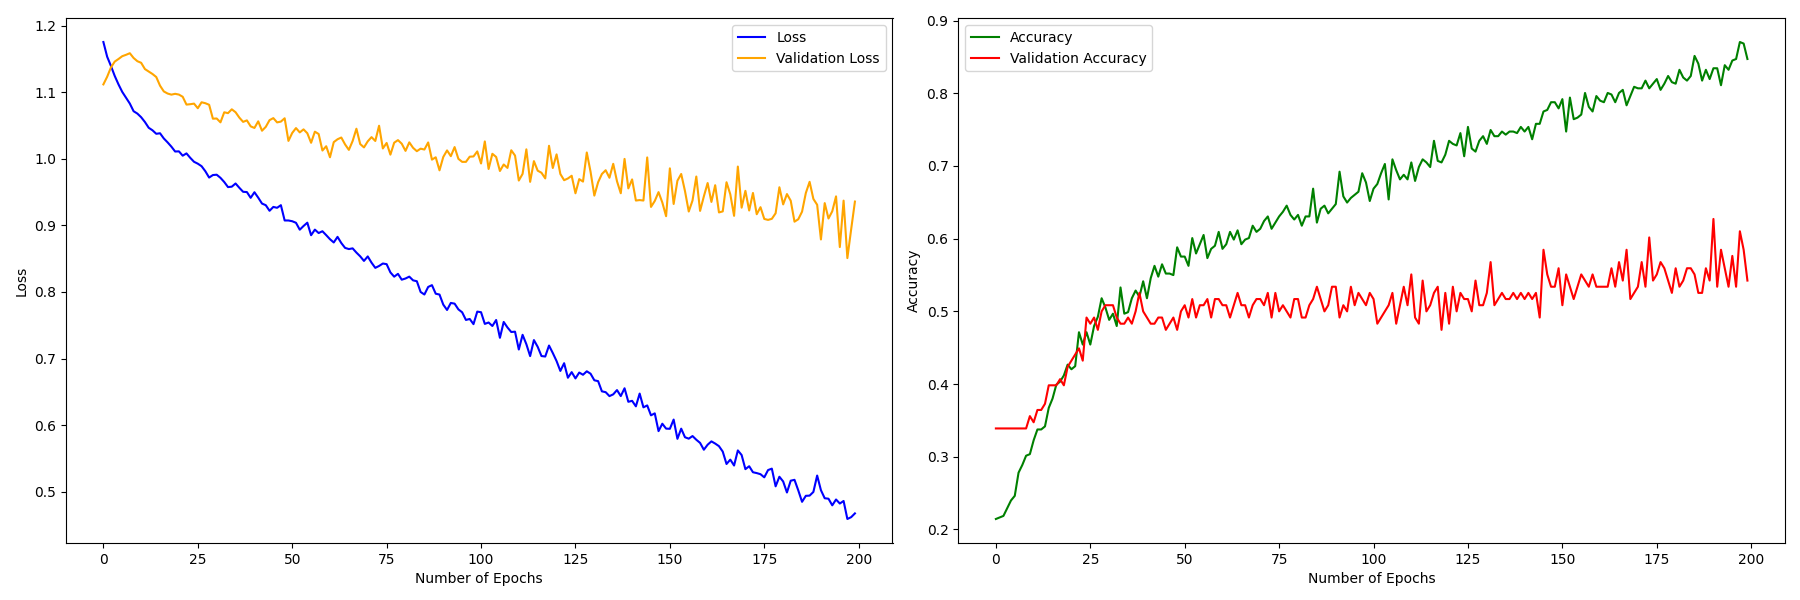 Loss
Validation Loss
1.2
1.1
1.0
0.9
0.8
0.7
0.6
0.5
Loss
0 25 50 75 100 125 150 175 200
Number of Epochs
Accuracy
Validation Accuracy
0.9
0.8
0.7
0.6
0.5
0.4
0.3
0.2
Accuracy
0 25 50 75 100 125 150 175 200
Number of Epochs